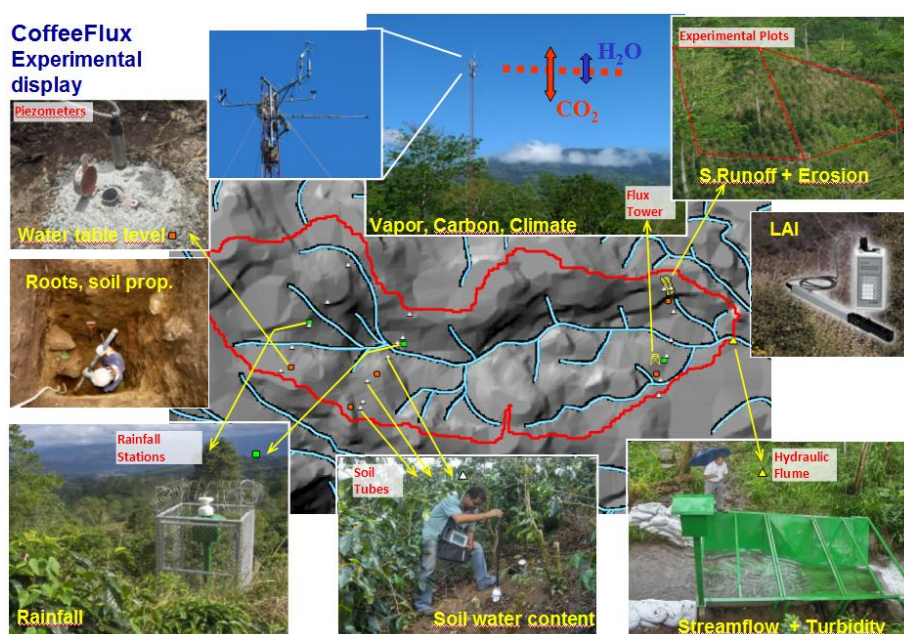 CoffeeFlux
Experimental
display
Piezometers
Water table level
H₂O
CO₂
Vapor, Carbon, Climate
Flux
Tower
Experimental Plots
S.Runoff + Erosion
LAI
Roots, soil prop.
Rainfall
Stations
Rainfall
Soil
Tubes
Soil water content
Hydraulic
Flume
Streamflow + Turbidity